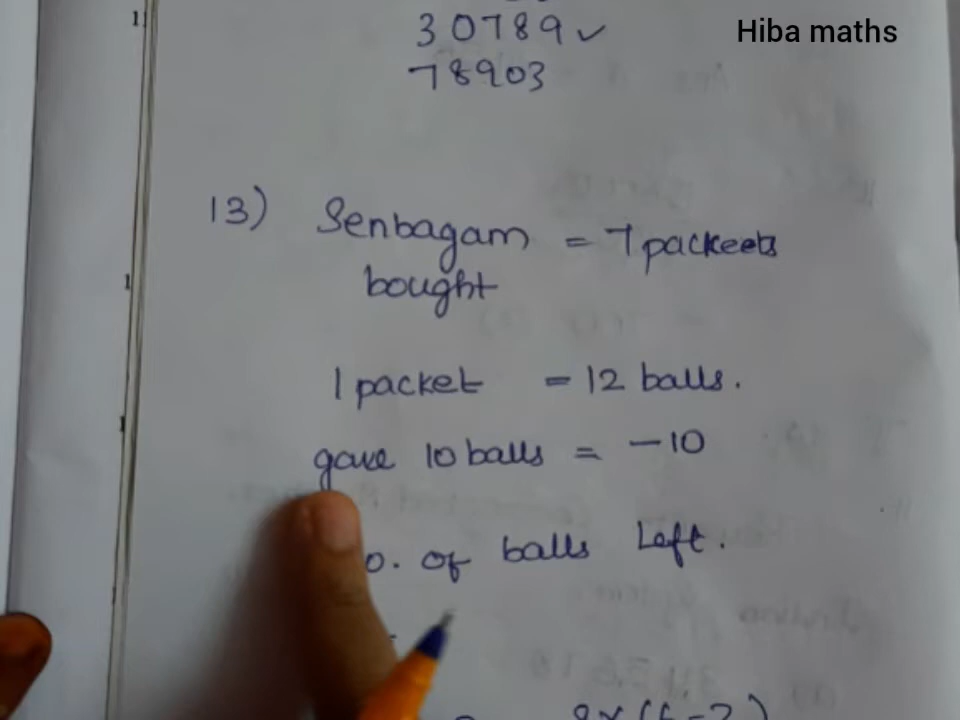 30789✓
Hiba maths
78903
13) Senbagam = 7 packeets
bought
1 packet = 12 balls.
gave 10 balls = -10
o. of balls Left.